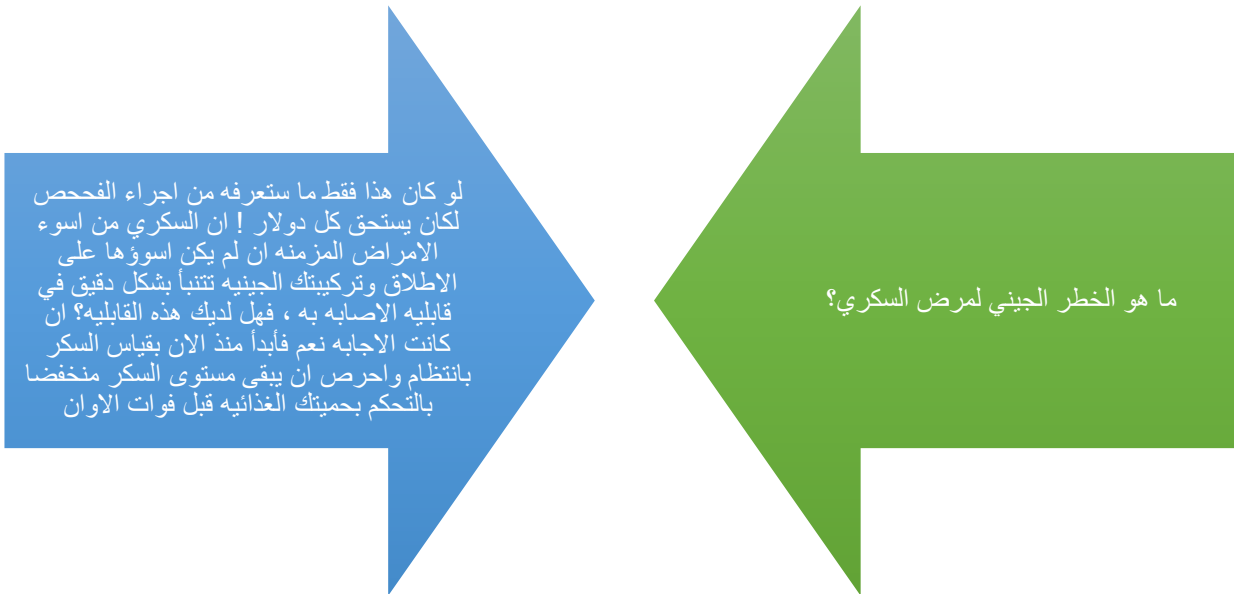 ما هو الخطر الجيني لمرض السكري؟
لو كان هذا فقط ما ستعرفه من اجراء الفححص
لكان يستحق كل دولار ! ان السكري من اسوء
الامراض المزمنه ان لم يكن اسوؤها على
الاطلاق وتركيبتك الجينيه تتنبأ بشكل دقيق في
قابليه الاصابه به ، فهل لديك هذه القابليه؟ ان
كانت الاجابه نعم فأبدأ منذ الان بقياس السكر
بانتظام واحرص ان يبقى مستوى السكر منخفضا
بالتحكم بحميتك الغذائيه قبل فوات الاوان